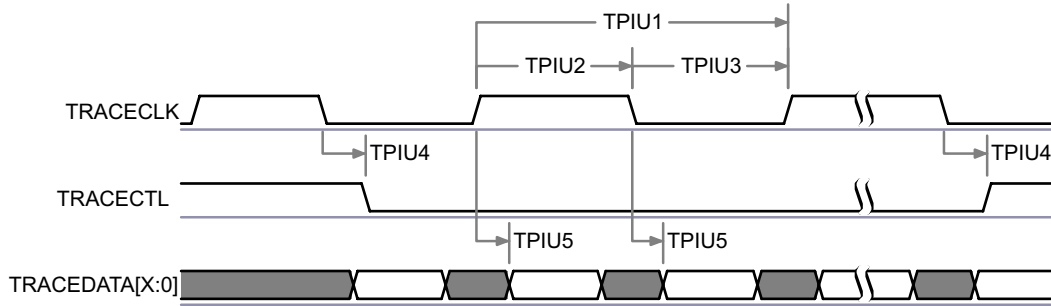 TPIU1
TPIU2
TPIU3
TRACECLK
TPIU4
TPIU4
TRACECTL
TPIU5
TPIU5
TRACEDATA[X:0]